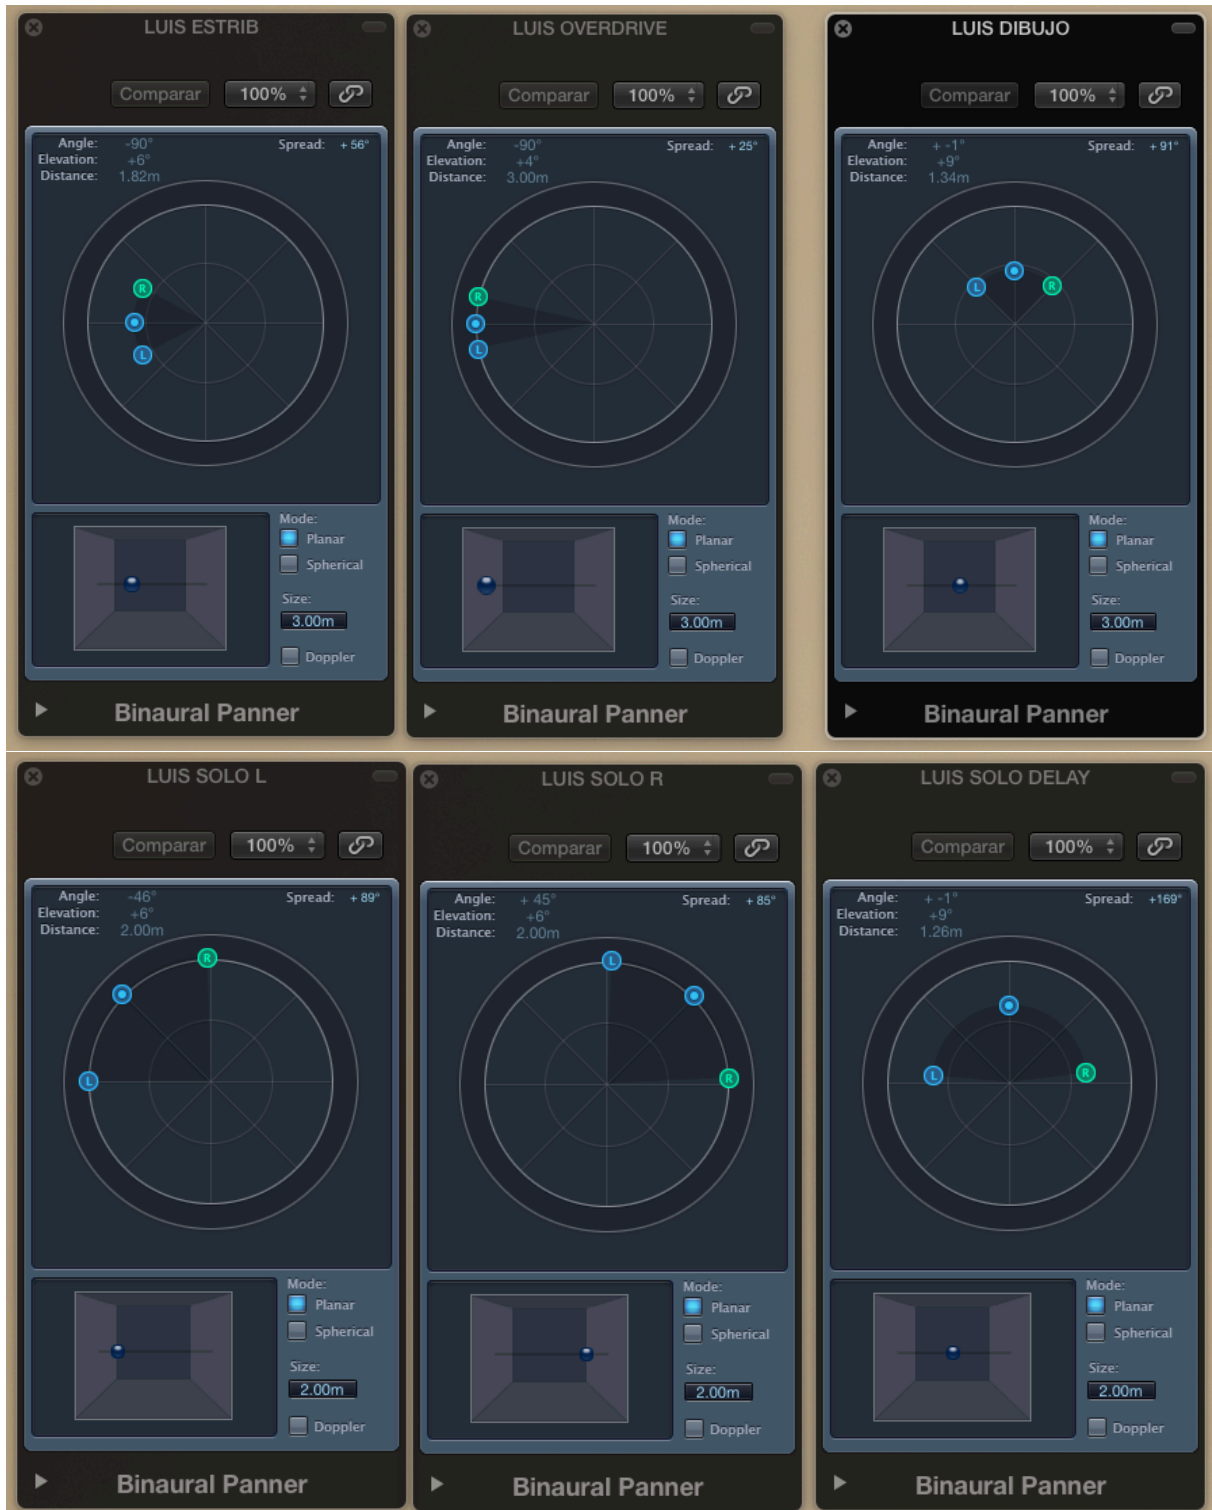 LUIS ESTRIB
Comparar 100%
Angle: -90° Spread: + 56°
Elevation: +6°
Distance: 1.82m
R
L
Mode:
Planar
Spherical
Size:
3.00m
Doppler
Binaural Panner
LUIS OVERDRIVE
Comparar 100%
Angle: -90° Spread: + 25°
Elevation: +4°
Distance: 3.00m
R
L
Mode:
Planar
Spherical
Size:
3.00m
Doppler
Binaural Panner
LUIS DIBUJO
Comparar 100%
Angle: + -1° Spread: + 91°
Elevation: +9°
Distance: 1.34m
L R
Mode:
Planar
Spherical
Size:
3.00m
Doppler
Binaural Panner
LUIS SOLO L
Comparar 100%
Angle: -46° Spread: + 89°
Elevation: +6°
Distance: 2.00m
R
L
Mode:
Planar
Spherical
Size:
2.00m
Doppler
Binaural Panner
LUIS SOLO R
Comparar 100%
Angle: + 45° Spread: + 85°
Elevation: +6°
Distance: 2.00m
L
R
Mode:
Planar
Spherical
Size:
2.00m
Doppler
Binaural Panner
LUIS SOLO DELAY
Comparar 100%
Angle: + -1° Spread: +169°
Elevation: +9°
Distance: 1.26m
L R
Mode:
Planar
Spherical
Size:
2.00m
Doppler
Binaural Panner